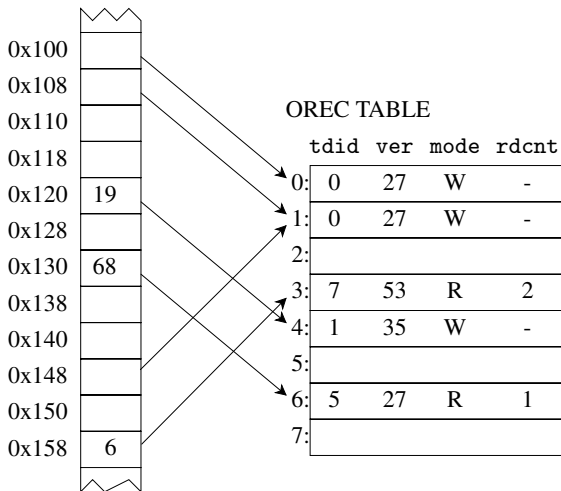 0x100
0x108
0x110
0x118
0x120 19
0x128
0x130 68
0x138
0x140
0x148
0x150
0x158 6
OREC TABLE
tdid ver mode rdcnt
0: 0 27 W -
1: 0 27 W -
2:
3: 7 53 R 2
4: 1 35 W -
5:
6: 5 27 R 1
7: